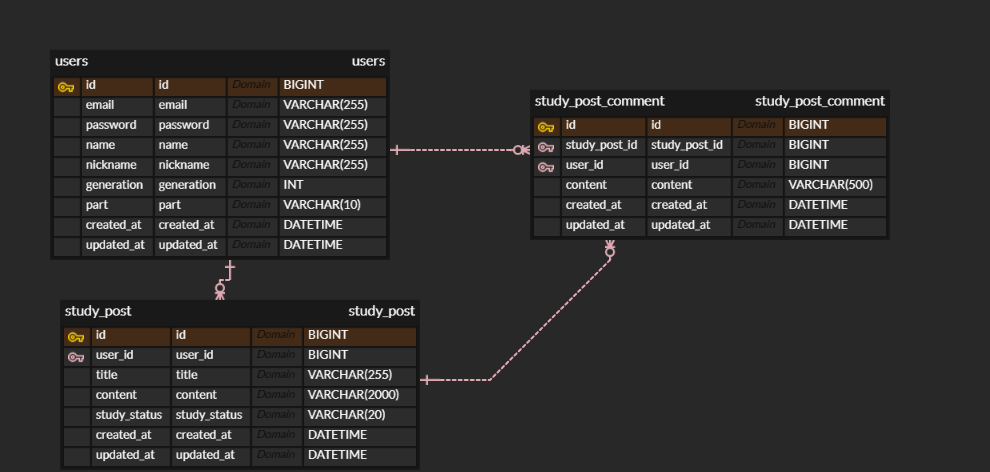 users users
id id Domain BIGINT
email email Domain VARCHAR(255)
password password Domain VARCHAR(255)
name name Domain VARCHAR(255)
nickname nickname Domain VARCHAR(255)
generation generation Domain INT
part part Domain VARCHAR(10)
created_at created_at Domain DATETIME
updated_at updated_at Domain DATETIME
study_post_comment study_post_comment
id id Domain BIGINT
study_post_id study_post_id Domain BIGINT
user_id user_id Domain BIGINT
content content Domain VARCHAR(500)
created_at created_at Domain DATETIME
updated_at updated_at Domain DATETIME
study_post study_post
id id Domain BIGINT
user_id user_id Domain BIGINT
title title Domain VARCHAR(255)
content content Domain VARCHAR(2000)
study_status study_status Domain VARCHAR(20)
created_at created_at Domain DATETIME
updated_at updated_at Domain DATETIME